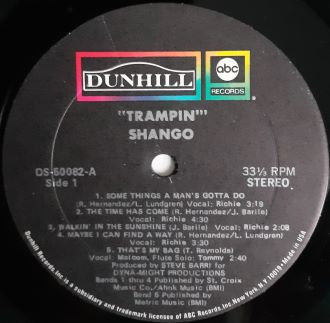 DUNHILL
abc
RECORDS
"TRAMPIN'"
SHANGO
DS-50082-A
Side 1
33⅓ RPM
STEREO
1. SOME THINGS A MAN'S GOTTA DO
(R. Hernandez/L. Lundgren) Vocal: Richie 3:19
2. THE TIME HAS COME (R. Hernandez/J. Barile)
Vocal: Richie 4:30
3. WALKIN' IN THE SUNSHINE (J. Barile) Vocal: Richie 2:08
4. MAYBE I CAN FIND A WAY (R. Hernandez/L. Lundgren)
Vocal: Richie 4:36
5. THAT'S MY BAG (T. Reynolds)
Vocal: Malcom, Flute Solo: Tommy 2:40
Produced by STEVE BARRI for
DYNA-MIGHT PRODUCTIONS
Bands 1 thru 4 Published by St. Croix
Music Co./Ahnk Music BMI
Band 5 Published by
Metric Music (BMI)
Dunhill Records, Inc. is a subsidiary and trademark licensee of ABC Records, Inc. N.Y. 10019 • Made in USA